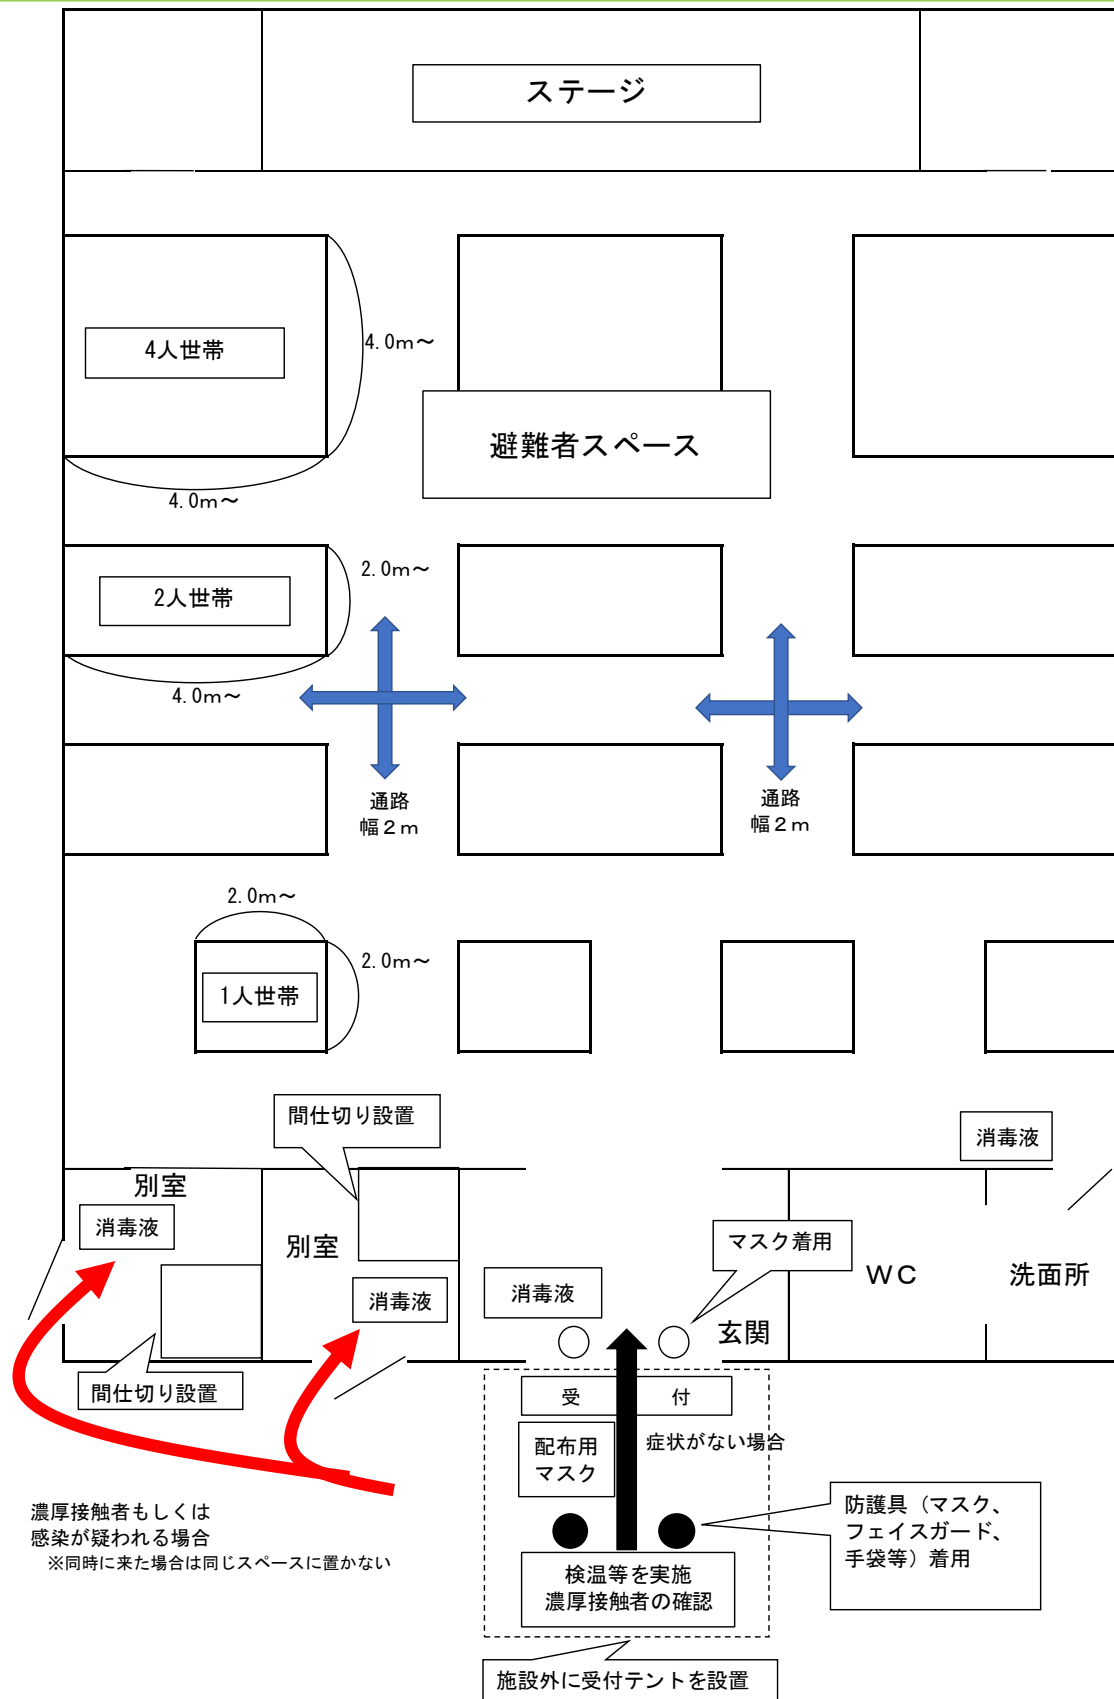 ステージ
4人世帯
4.0ｍ～
避難者スペース
4.0ｍ～
2人世帯
2.0ｍ～
4.0ｍ～
通路
幅２ｍ
通路
幅２ｍ
2.0ｍ～
1人世帯
2.0ｍ～
間仕切り設置
消毒液
別室
消毒液
別室
消毒液
消毒液
マスク着用
玄関
ＷＣ
洗面所
間仕切り設置
受　付
配布用
マスク
症状がない場合
濃厚接触者もしくは
感染が疑われる場合
※同時に来た場合は同じスペースに置かない
防護具（マスク、
フェイスガード、
手袋等）着用
検温等を実施
濃厚接触者の確認
施設外に受付テントを設置